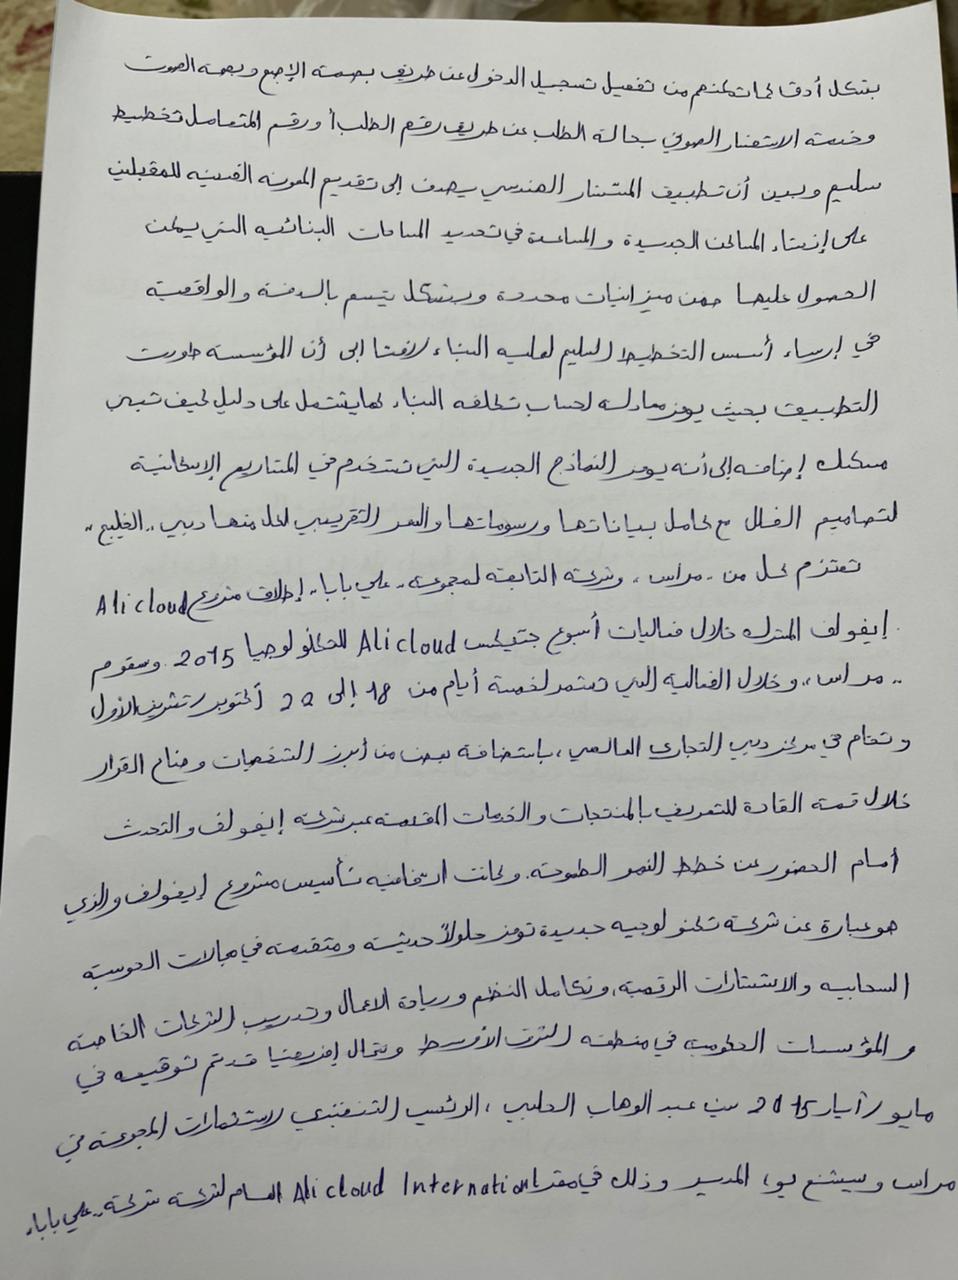 بشكل أدق كما تمكنهم من تفعيل تسجيل الدخول عن طريق بصمة الإصبع وبصمة الصوت
وخدمة الاستفسار الصوتي بحالة الطلب عن طريق رقم الطلب أو رقم المتعامل تخطيط
سليم وبين أن تطبيق المستشار الهندسي يهدف إلى تقديم المعونة الفنية للمقبلين
على إنشاء المساكن الجديدة والمساعدة في تحديد المساحات البنائية التي يمكن
الحصول عليها ضمن ميزانيات محددة وبشكل يتسم بالدقة والواقعية
في إرساء أسس التخطيط السليم لعملية البناء لافتا الى أن المؤسسة طورت
التطبيق بحيث يوفر معادلة لحساب تكلفة البناء كما يشتمل على دليل كيف تبني
مسكنك إضافة إلى أنه يوفر النماذج الجديدة التي تستخدم في المشاريع الإسكانية
لتصاميم الفلل مع كامل بياناتها ورسوماتها والسعر التقريبي لكل منها دبي ،، الخليج ،،
تعتزم كل من ،، مراس ،، وشركة التابعة لمجموعة ،، علي بابا ،، إطلاق مشروع Ali cloud
إيفولف المشترك خلال فعاليات أسبوع جتيكس Ali cloud للتكنولوجيا 2015 وستقوم
،، مراس ،، وخلال الفعالية التي تستمر لخمسة أيام من 18 إلى 22 أكتوبر / تشرين الأول
وتقام في مركز دبي التجاري العالمي ، باستضافة بعض من أبرز الشخصيات وصناع القرار
خلال قمة القادة للتعريف بالمنتجات والخدمات المقدمة عبر شركة إيفولف والتحدث
أمام الحضور عن خطط النمو الطموحة. وكانت اتفاقية تأسيس مشروع إيفولف والذي
هو عبارة عن شركة تكنولوجية جديدة توفر حلولاً حديثة ومتقدمة في مجالات الحوسبة
السحابية والاستشارات الرقمية، وتكامل النظم وريادة الاعمال وتدريب الشركات الخاصة
والمؤسسات الحكومية في منطقة الشرق الأوسط وشمال إفريقيا قد تم توقيعه في
مايو / أيار 2015 بين عبد الوهاب الحلبي ، الرئيس التنفيذي لاستثمارات المجموعة في
مراس وسيشنغ يو، المدير وذلك في مقر Ali cloud International العام لشركة شركة ،، علي بابا ،،